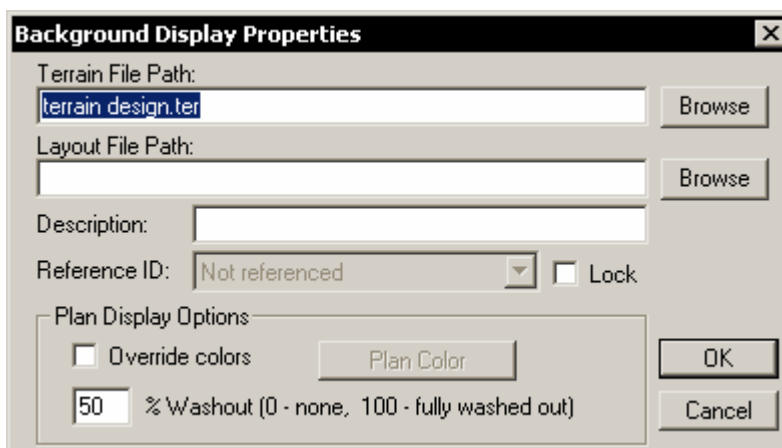 Background Display Properties
Terrain File Path:
terrain design.ter
Browse
Layout File Path:
Browse
Description:
Reference ID: Not referenced Lock
Plan Display Options
Override colors Plan Color
OK
50 % Washout (0 - none, 100 - fully washed out)
Cancel